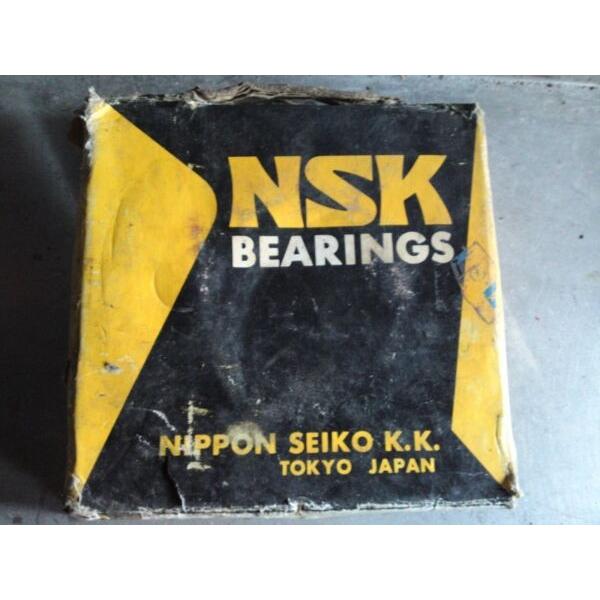 NSK
BEARINGS
NIPPON SEIKO K.K.
TOKYO JAPAN